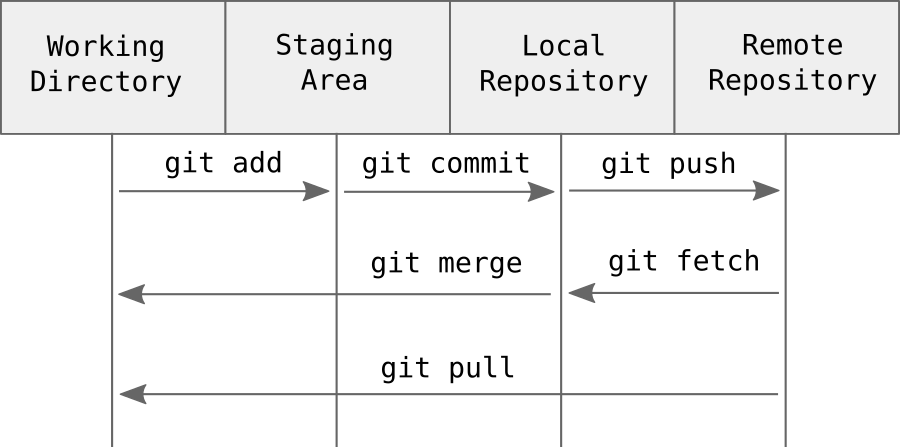 Working
Directory
Staging
Area
Local
Repository
Remote
Repository
git add
git commit
git push
git merge
git fetch
git pull